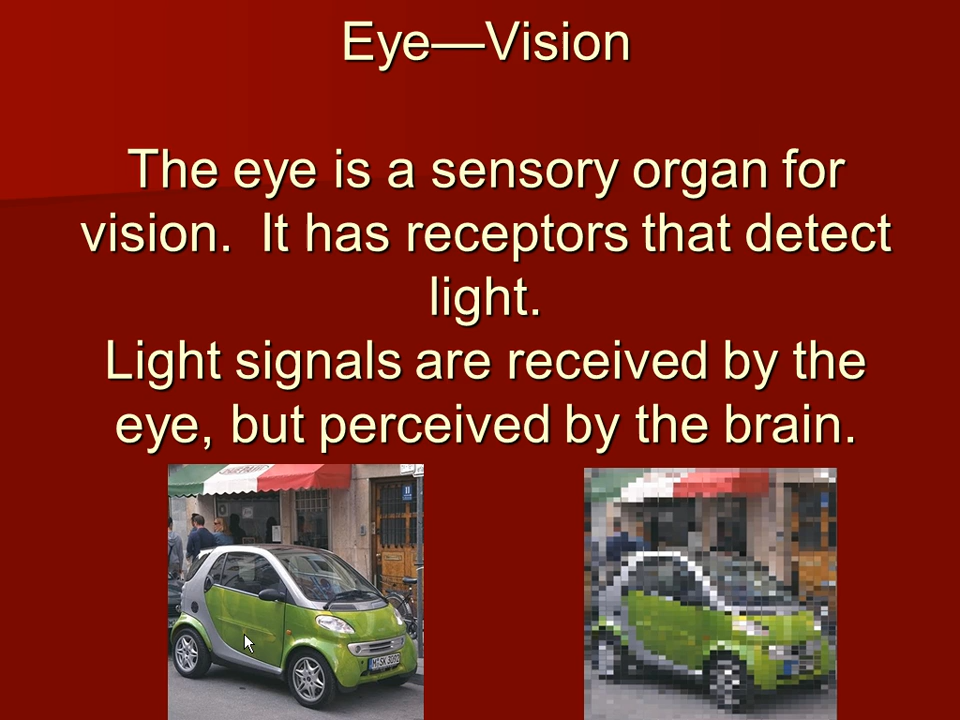 Eye—Vision
The eye is a sensory organ for
vision.  It has receptors that detect
light.
Light signals are received by the
eye, but perceived by the brain.